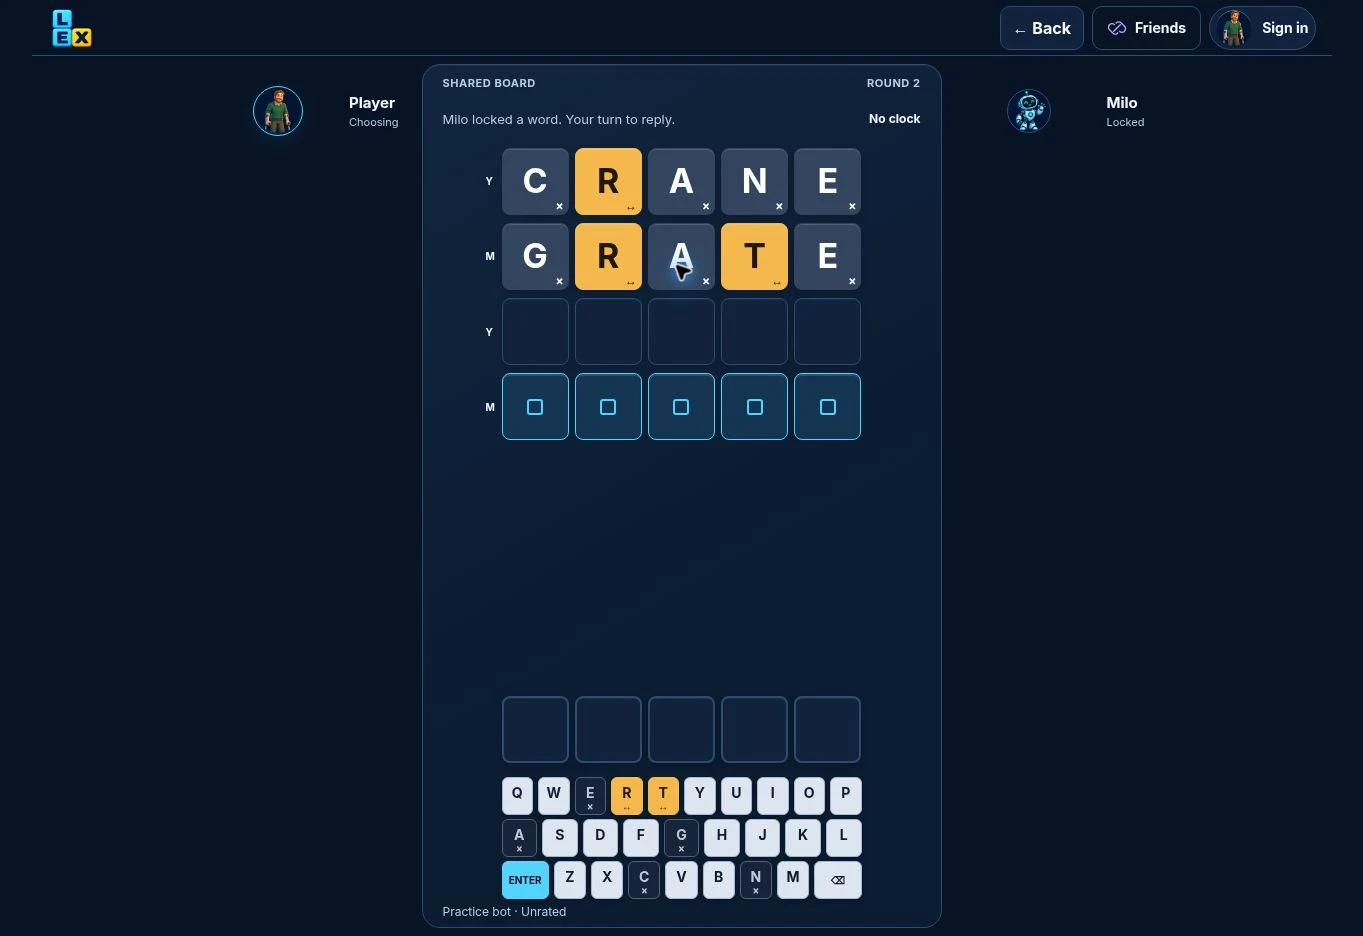 L
E X
← Back
Friends
Sign in
SHARED BOARD
ROUND 2
Player
Choosing
Milo
Locked
Milo locked a word. Your turn to reply.
No clock
Y
C × R ↔ A × N × E ×
M
G × R ↔ A × T ↔ E ×
Y
M
Q W E × R ↔ T ↔ Y U I O P
A × S D F G × H J K L
ENTER Z X C × V B N × M ⌫
Practice bot · Unrated